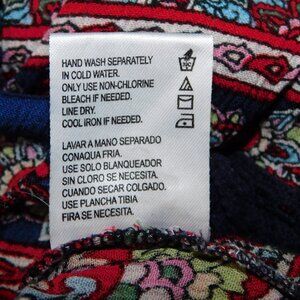 HAND WASH SEPARATELY
IN COLD WATER.
ONLY USE NON-CHLORINE
BLEACH IF NEEDED.
LINE DRY.
COOL IRON IF NEEDED.
LAVAR A MANO SEPARADO
CONAQUA FRIA.
USE SOLO BLANQUEADOR
SIN CLORO SE NECESITA.
CUANDO SECAR COLGADO.
USE PLANCHA TIBIA
FIRA SE NECESITA.